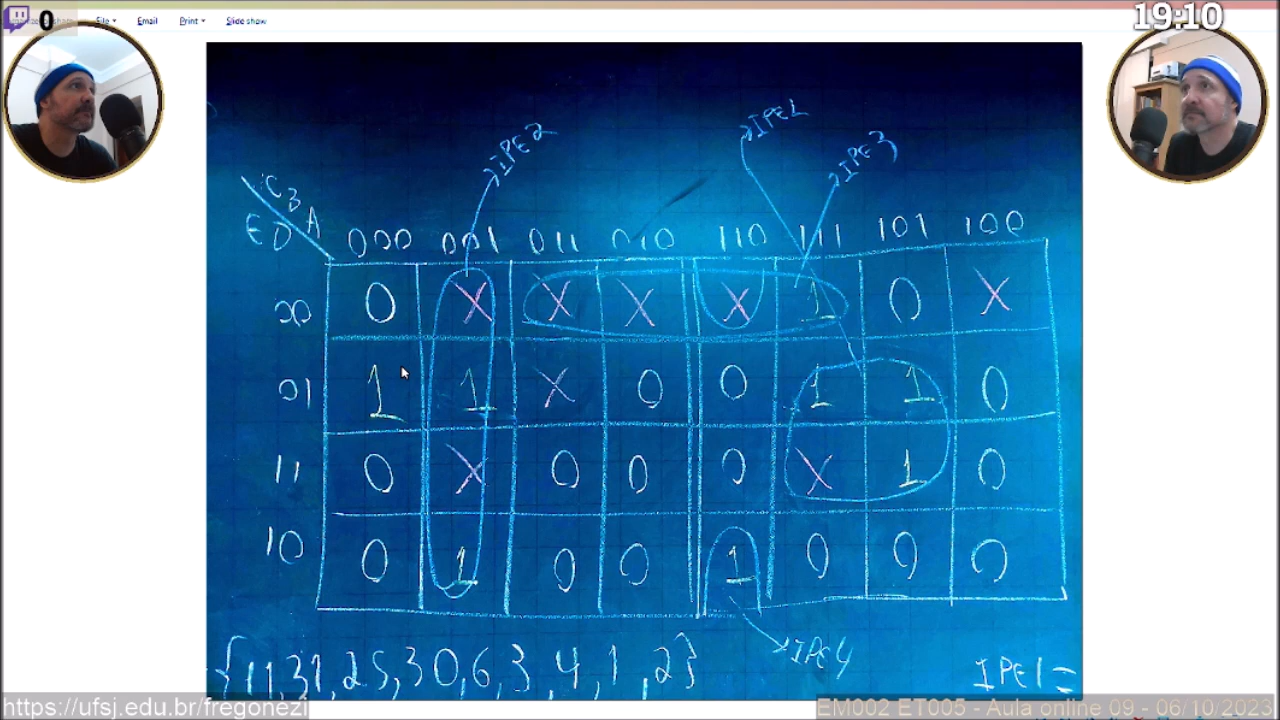 0
File Email Print Slide show
19:10
IPE2
IPE1
IPE3
C B A
E D
000 001 011 010 110 111 101 100
00 0 X X X X 1 0 X
01 1 1 X 0 0 1 1 0
11 0 X 0 0 0 X 1 0
10 0 1 0 0 1 0 0 0
IPE4
{11,31,25,30,6,3,4,1,2}
IPE1=
https://ufsj.edu.br/fregonezi
EM002 ET005 - Aula online 09 - 06/10/2023